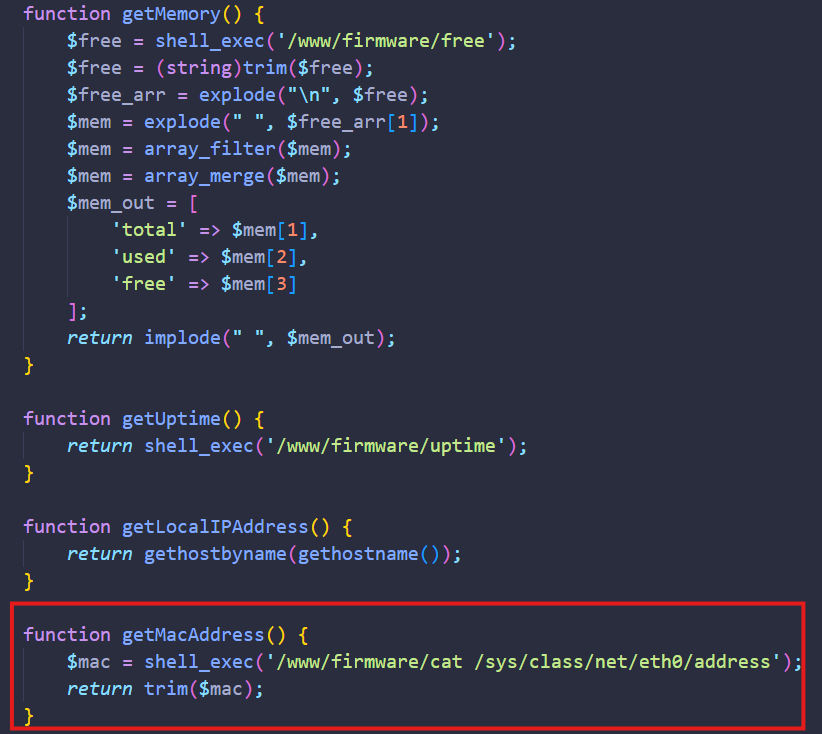 function getMemory() {
    $free = shell_exec('/www/firmware/free');
    $free = (string)trim($free);
    $free_arr = explode("\n", $free);
    $mem = explode(" ", $free_arr[1]);
    $mem = array_filter($mem);
    $mem = array_merge($mem);
    $mem_out = [
        'total' => $mem[1],
        'used' => $mem[2],
        'free' => $mem[3]
    ];
    return implode(" ", $mem_out);
}

function getUptime() {
    return shell_exec('/www/firmware/uptime');
}

function getLocalIPAddress() {
    return gethostbyname(gethostname());
}

function getMacAddress() {
    $mac = shell_exec('/www/firmware/cat /sys/class/net/eth0/address');
    return trim($mac);
}